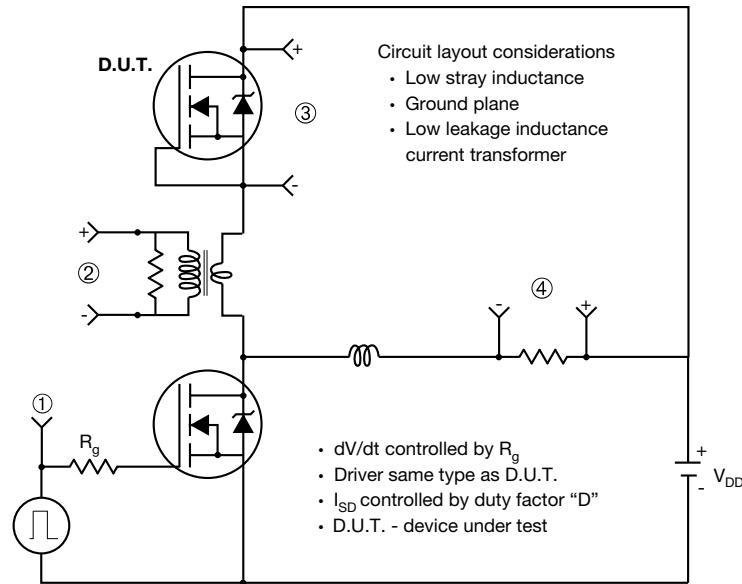 D.U.T.
+
Circuit layout considerations
• Low stray inductance
• Ground plane
• Low leakage inductance
current transformer
③
-
+
②
-
④
-
+
①
R_g
• dV/dt controlled by R_g
• Driver same type as D.U.T.
• I_SD controlled by duty factor “D”
• D.U.T. - device under test
+
V_DD
-